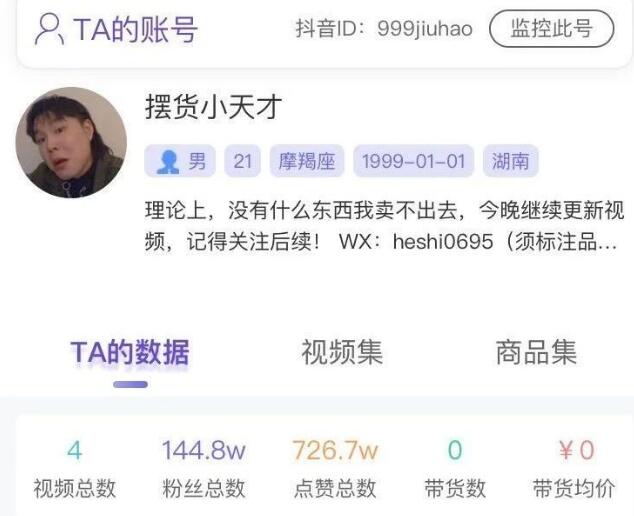 TA的账号 抖音ID：999jiuhao 监控此号
摆货小天才
男 21 摩羯座 1999-01-01 湖南
理论上，没有什么东西我卖不出去，今晚继续更新视
频，记得关注后续！ WX：heshi0695（须标注品...
TA的数据 视频集 商品集
4 144.8w 726.7w 0 ￥0
视频总数 粉丝总数 点赞总数 带货数 带货均价